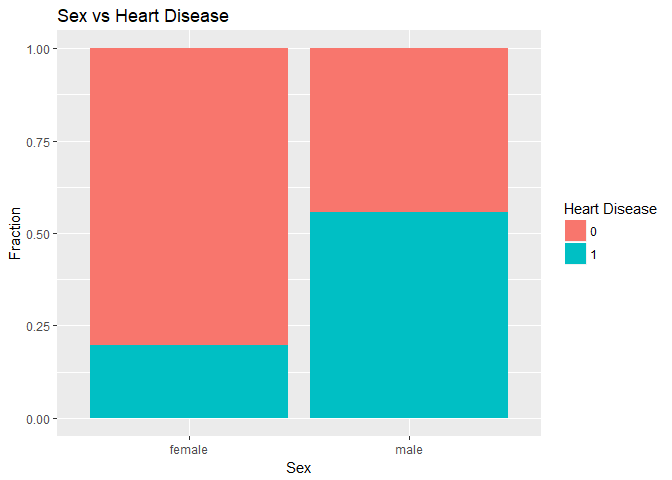 Sex vs Heart Disease
1.00
0.75
0.50
0.25
0.00
Fraction
female male
Sex
Heart Disease
0
1